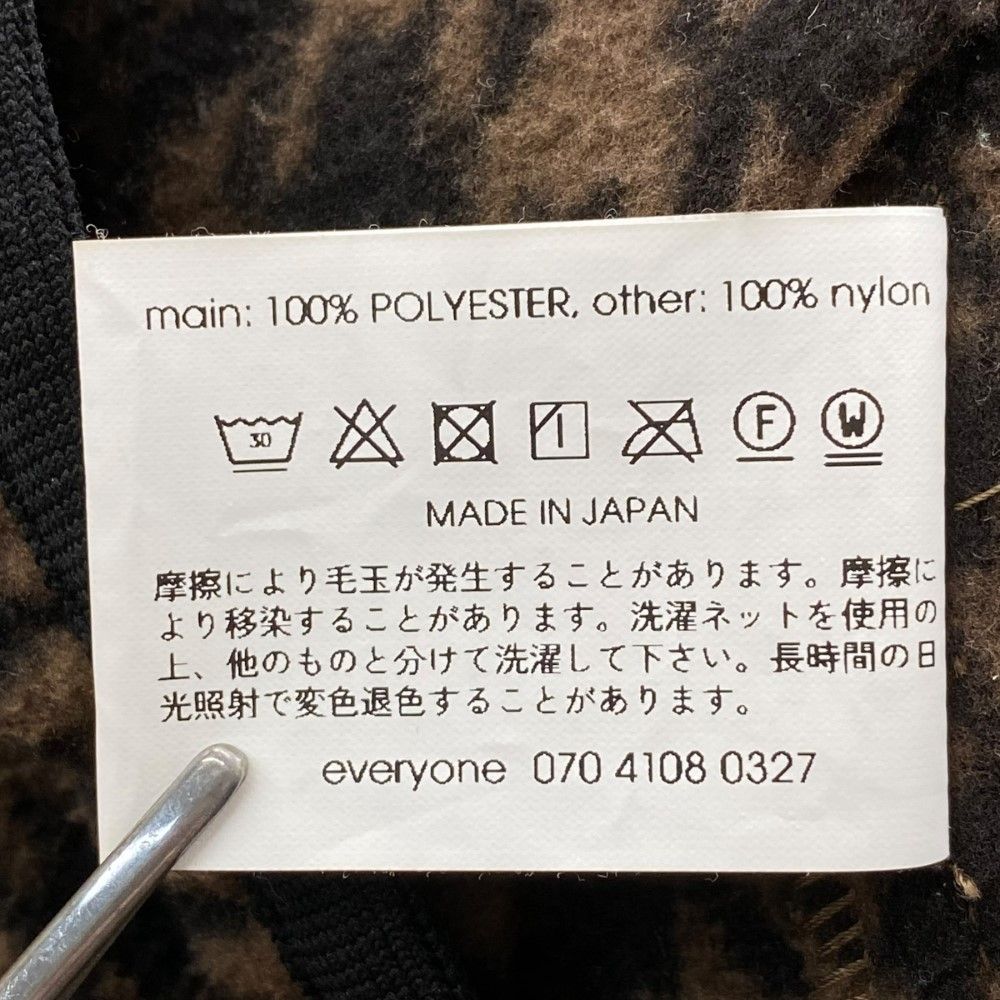 main: 100% POLYESTER, other: 100% nylon
30
F
W
MADE IN JAPAN
摩擦により毛玉が発生することがあります。摩擦に
より移染することがあります。洗濯ネットを使用の
上、他のものと分けて洗濯して下さい。長時間の日
光照射で変色退色することがあります。
everyone 070 4108 0327